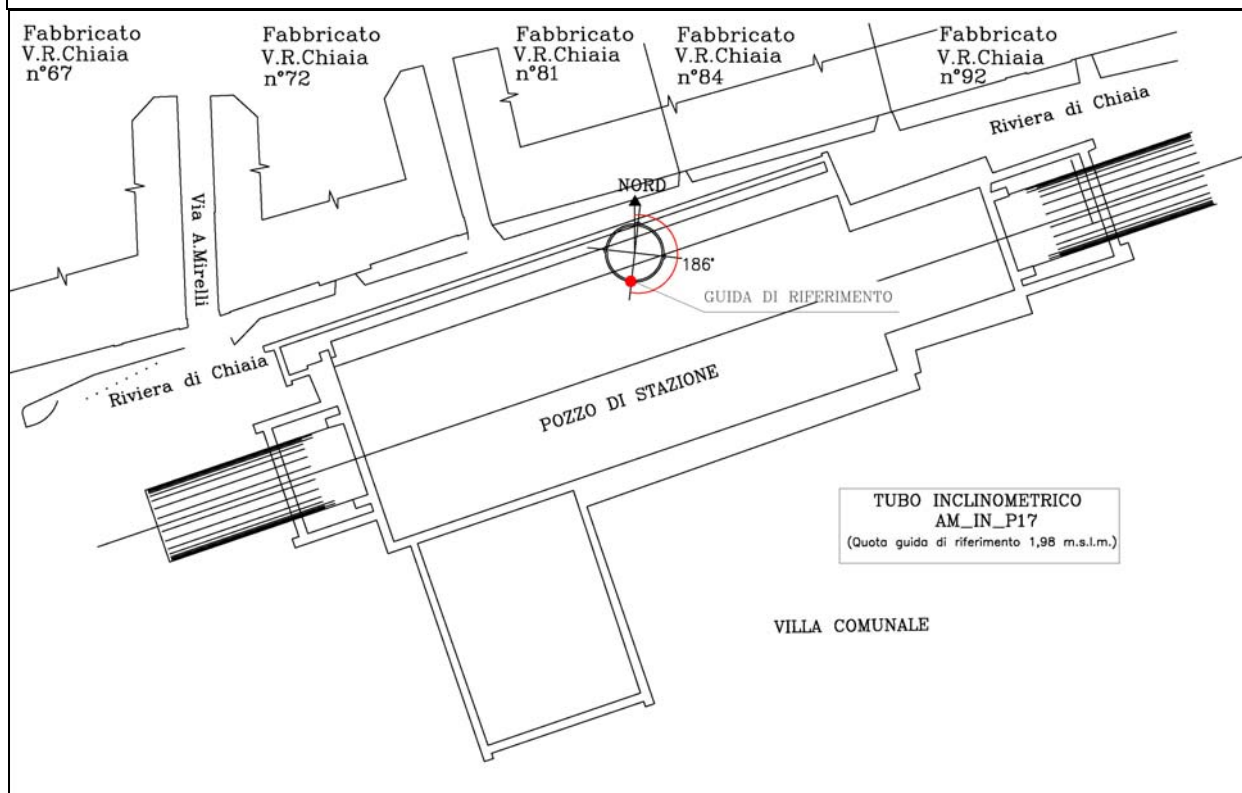 Fabbricato
V.R.Chiaia
n°67
Fabbricato
V.R.Chiaia
n°72
Fabbricato
V.R.Chiaia
n°81
Fabbricato
V.R.Chiaia
n°84
Fabbricato
V.R.Chiaia
n°92
Riviera di Chiaia
Via A.Mirelli
NORD
186°
GUIDA DI RIFERIMENTO
Riviera di Chiaia
POZZO DI STAZIONE
TUBO INCLINOMETRICO
AM_IN_P17
(Quota guida di riferimento 1,98 m.s.l.m.)
VILLA COMUNALE